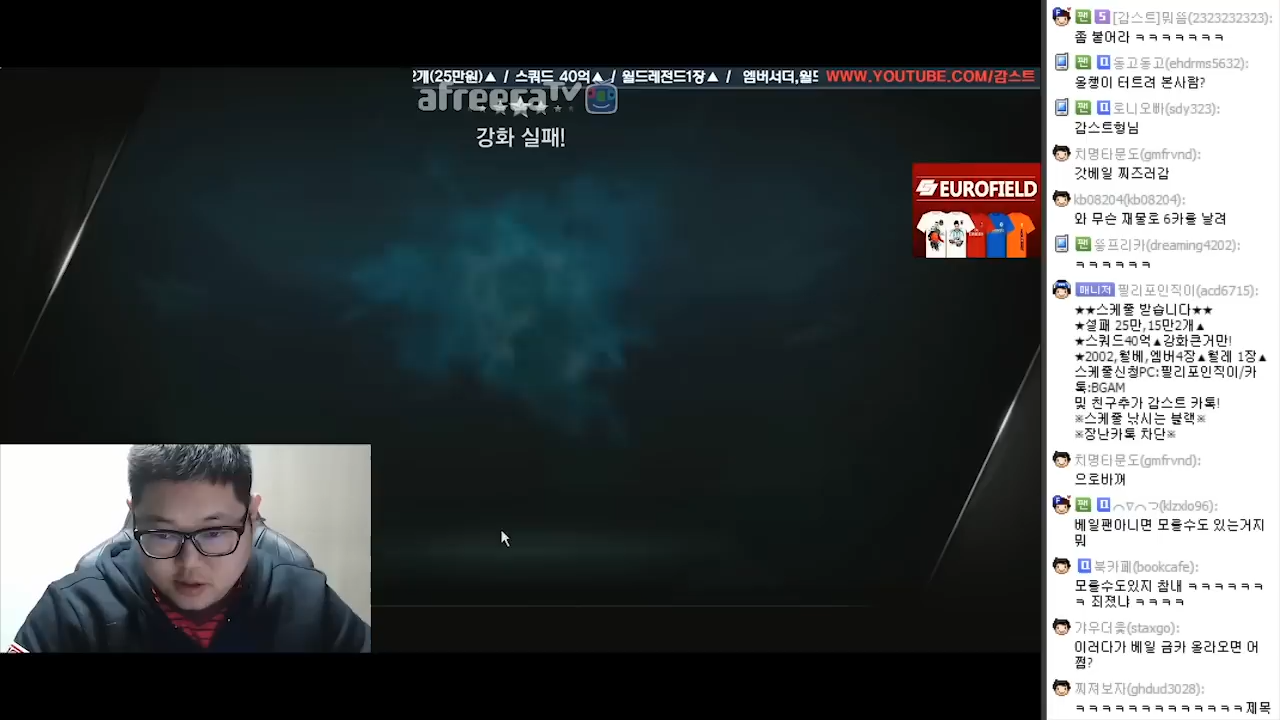 2개(25만원)▲ / 스쿼드 40억▲ / 월드레전드1장▲ / 엠버서더,월드 WWW.YOUTUBE.COM/감스트
afreecaTV
강화 실패!
EUROFIELD
팬 5 [감스트]뭐씀(2323232323):
좀 붙어라 ㅋㅋㅋㅋㅋㅋㅋ
팬 동고동고(ehdrms5632):
올챙이 터트려 본사람?
팬 로니오빠(sdy323):
감스트형님
치명타문도(gmfrvnd):
갓베일 찌즈러감
kb08204(kb08204):
와 무슨 재물로 6카를 날려
팬 뚱프리카(dreaming4202):
ㅋㅋㅋㅋㅋㅋ
매니저 필리포인직이(acd6715):
★★스케쥴 받습니다★★
★셜패 25만,15만2개▲
★스쿼드40억▲강화큰거만!
★2002,월베,엠버4장▲월레 1장▲
스케쥴신청PC:필리포인직이/카
톡:BGAM
및 친구추가 감스트 카톡!
※스케쥴 낚시는 블랙※
※장난카톡 차단※
치명타문도(gmfrvnd):
으로바껴
팬 ⌒▽⌒⊃(klzxlo96):
베일팬아니면 모를수도 있는거지
뭐
북카페(bookcafe):
모를수도있지 참내 ㅋㅋㅋㅋㅋㅋ
ㅋ 죄졌냐 ㅋㅋㅋㅋ
갸우더훛(staxgo):
이러다가 베일 금카 올라오면 어
쩜?
찌져보자(ghdud3028):
ㅋㅋㅋㅋㅋㅋㅋㅋㅋㅋㅋㅋㅋ제목